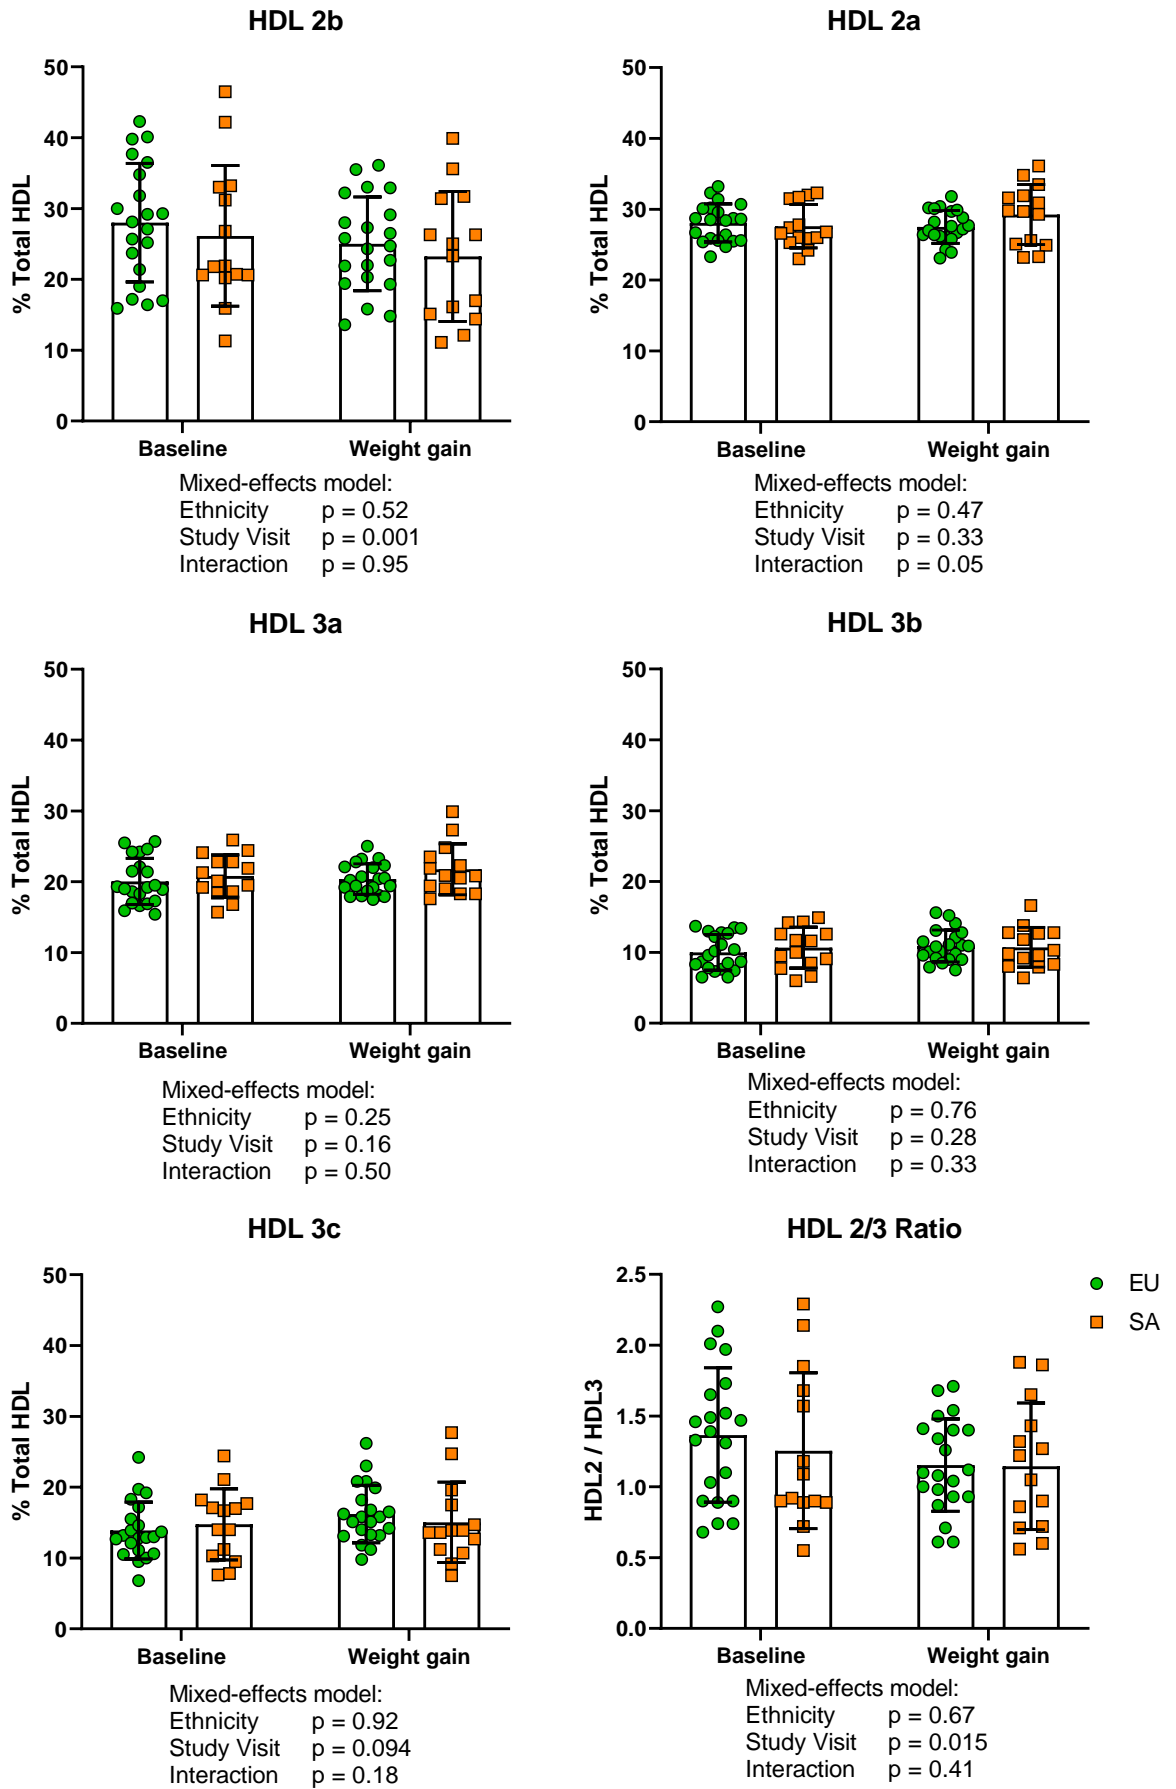 HDL 2b
50
40
30
20
10
0
% Total HDL
Baseline
Weight gain
Mixed-effects model:
Ethnicity p = 0.52
Study Visit p = 0.001
Interaction p = 0.95
HDL 2a
50
40
30
20
10
0
% Total HDL
Baseline
Weight gain
Mixed-effects model:
Ethnicity p = 0.47
Study Visit p = 0.33
Interaction p = 0.05
HDL 3a
50
40
30
20
10
0
% Total HDL
Baseline
Weight gain
Mixed-effects model:
Ethnicity p = 0.25
Study Visit p = 0.16
Interaction p = 0.50
HDL 3b
50
40
30
20
10
0
% Total HDL
Baseline
Weight gain
Mixed-effects model:
Ethnicity p = 0.76
Study Visit p = 0.28
Interaction p = 0.33
HDL 3c
50
40
30
20
10
0
% Total HDL
Baseline
Weight gain
Mixed-effects model:
Ethnicity p = 0.92
Study Visit p = 0.094
Interaction p = 0.18
HDL 2/3 Ratio
2.5
2.0
1.5
1.0
0.5
0.0
HDL2 / HDL3
Baseline
Weight gain
EU
SA
Mixed-effects model:
Ethnicity p = 0.67
Study Visit p = 0.015
Interaction p = 0.41